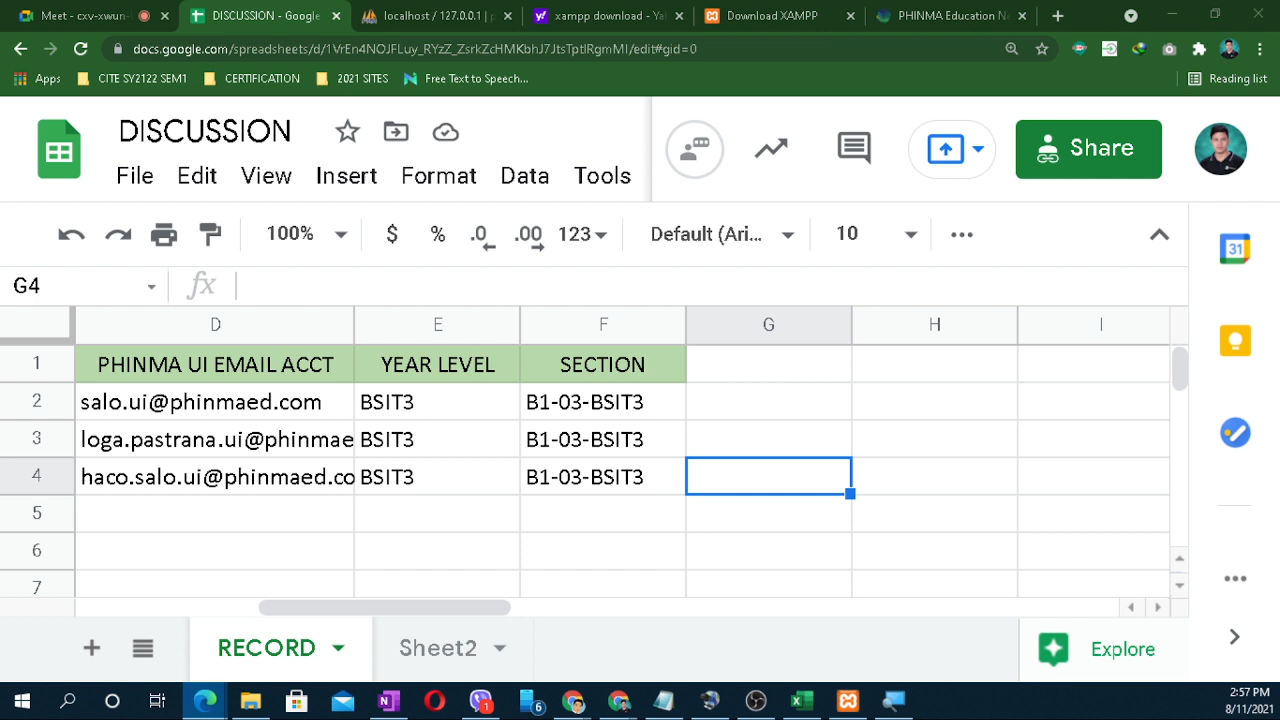 Meet - cxv-xwun-
DISCUSSION - Google
localhost / 127.0.0.1 | p
xampp download - Ya
Download XAMPP
PHINMA Education Ne
docs.google.com/spreadsheets/d/1VrEn4NOJFLuy_RYzZ_ZsrkZcHMKbhJ7JtsTptIRgmMI/edit#gid=0
Apps
CITE SY2122 SEM1
CERTIFICATION
2021 SITES
Free Text to Speech...
Reading list
DISCUSSION
Share
File Edit View Insert Format Data Tools
100% $ % .0 .00 123 Default (Ari... 10
G4 fx
31
D E F G H I
1 PHINMA UI EMAIL ACCT YEAR LEVEL SECTION
2 salo.ui@phinmaed.com BSIT3 B1-03-BSIT3
3 loga.pastrana.ui@phinmae BSIT3 B1-03-BSIT3
4 haco.salo.ui@phinmaed.co BSIT3 B1-03-BSIT3
5
6
7
RECORD Sheet2 Explore
1
6
2:57 PM
8/11/2021